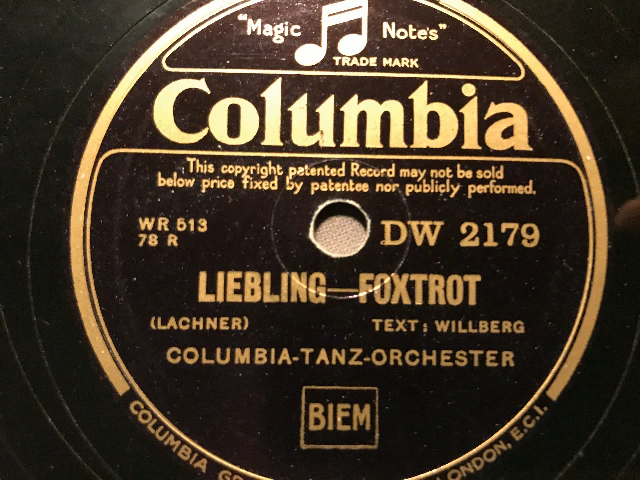 "Magic Notes"
TRADE MARK
Columbia
This copyright patented Record may not be sold
below price fixed by patentee nor publicly performed.
WR 513
78 R
DW 2179
LIEBLING—FOXTROT
(LACHNER) TEXT: WILLBERG
COLUMBIA-TANZ-ORCHESTER
BIEM
COLUMBIA LONDON, E.C.I.